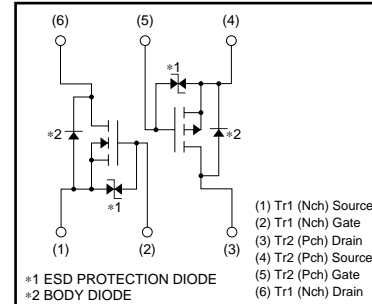 (6) (5) (4)
∗1
∗2 ∗2
∗1
(1) (2) (3)
(1) Tr1 (Nch) Source
(2) Tr1 (Nch) Gate
(3) Tr2 (Pch) Drain
(4) Tr2 (Pch) Source
(5) Tr2 (Pch) Gate
(6) Tr1 (Nch) Drain
∗1 ESD PROTECTION DIODE
∗2 BODY DIODE